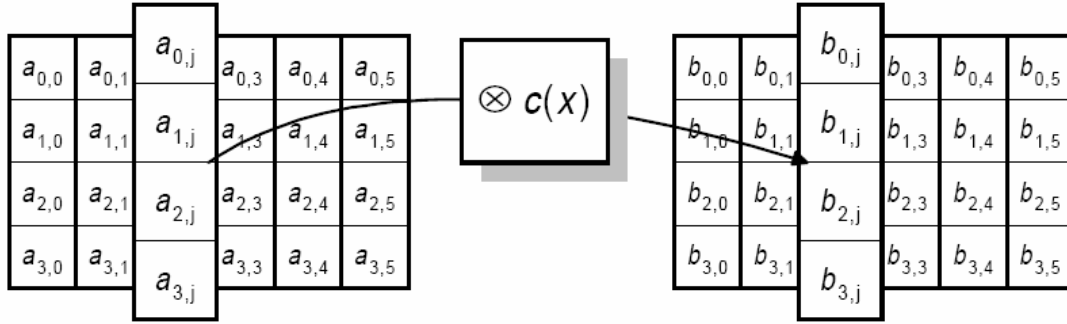 a0,j b0,j
a0,0 a0,1 a0,3 a0,4 a0,5 b0,0 b0,1 b0,3 b0,4 b0,5
⊗ c(x)
a1,0 a1,1 a1,j a1,3 a1,4 a1,5 b1,0 b1,1 b1,j b1,3 b1,4 b1,5
a2,0 a2,1 a2,j a2,3 a2,4 a2,5 b2,0 b2,1 b2,j b2,3 b2,4 b2,5
a3,0 a3,1 a3,3 a3,4 a3,5 b3,0 b3,1 b3,3 b3,4 b3,5
a3,j b3,j